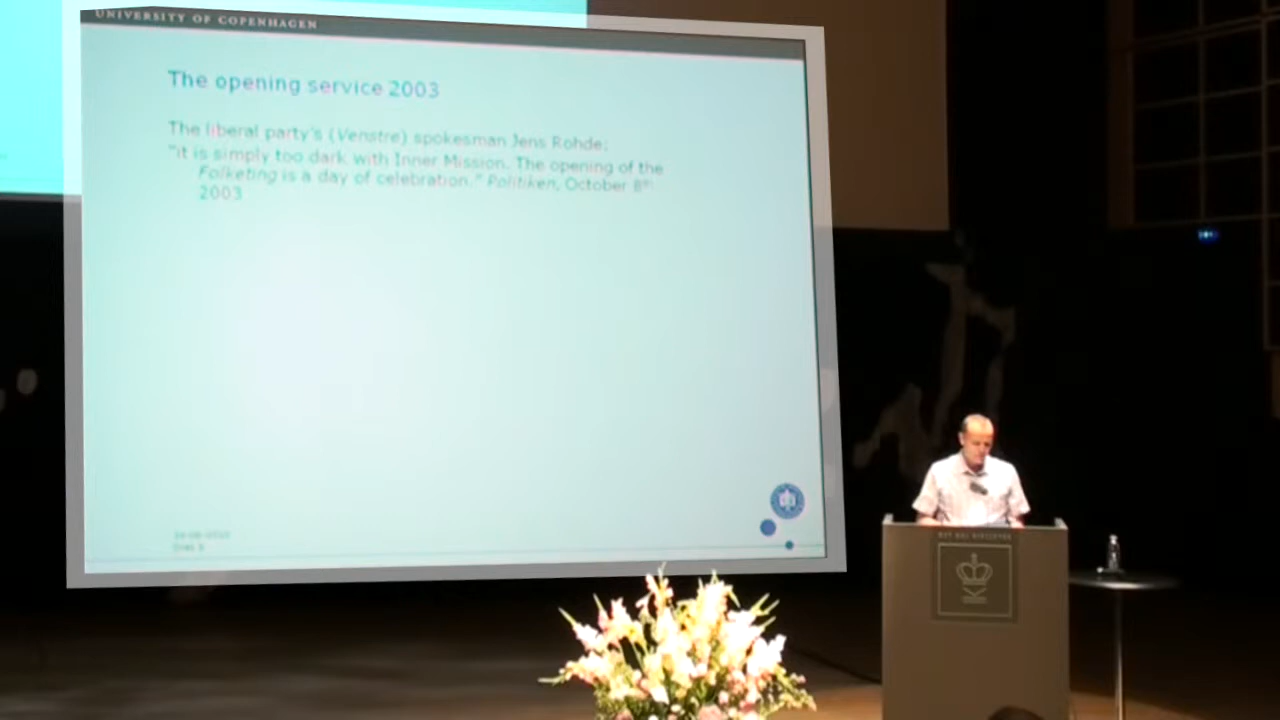 UNIVERSITY OF COPENHAGEN
The opening service 2003
The liberal party's (Venstre) spokesman Jens Rohde:
"it is simply too dark with Inner Mission. The opening of the
Folketing is a day of celebration." Politiken, October 8th
2003